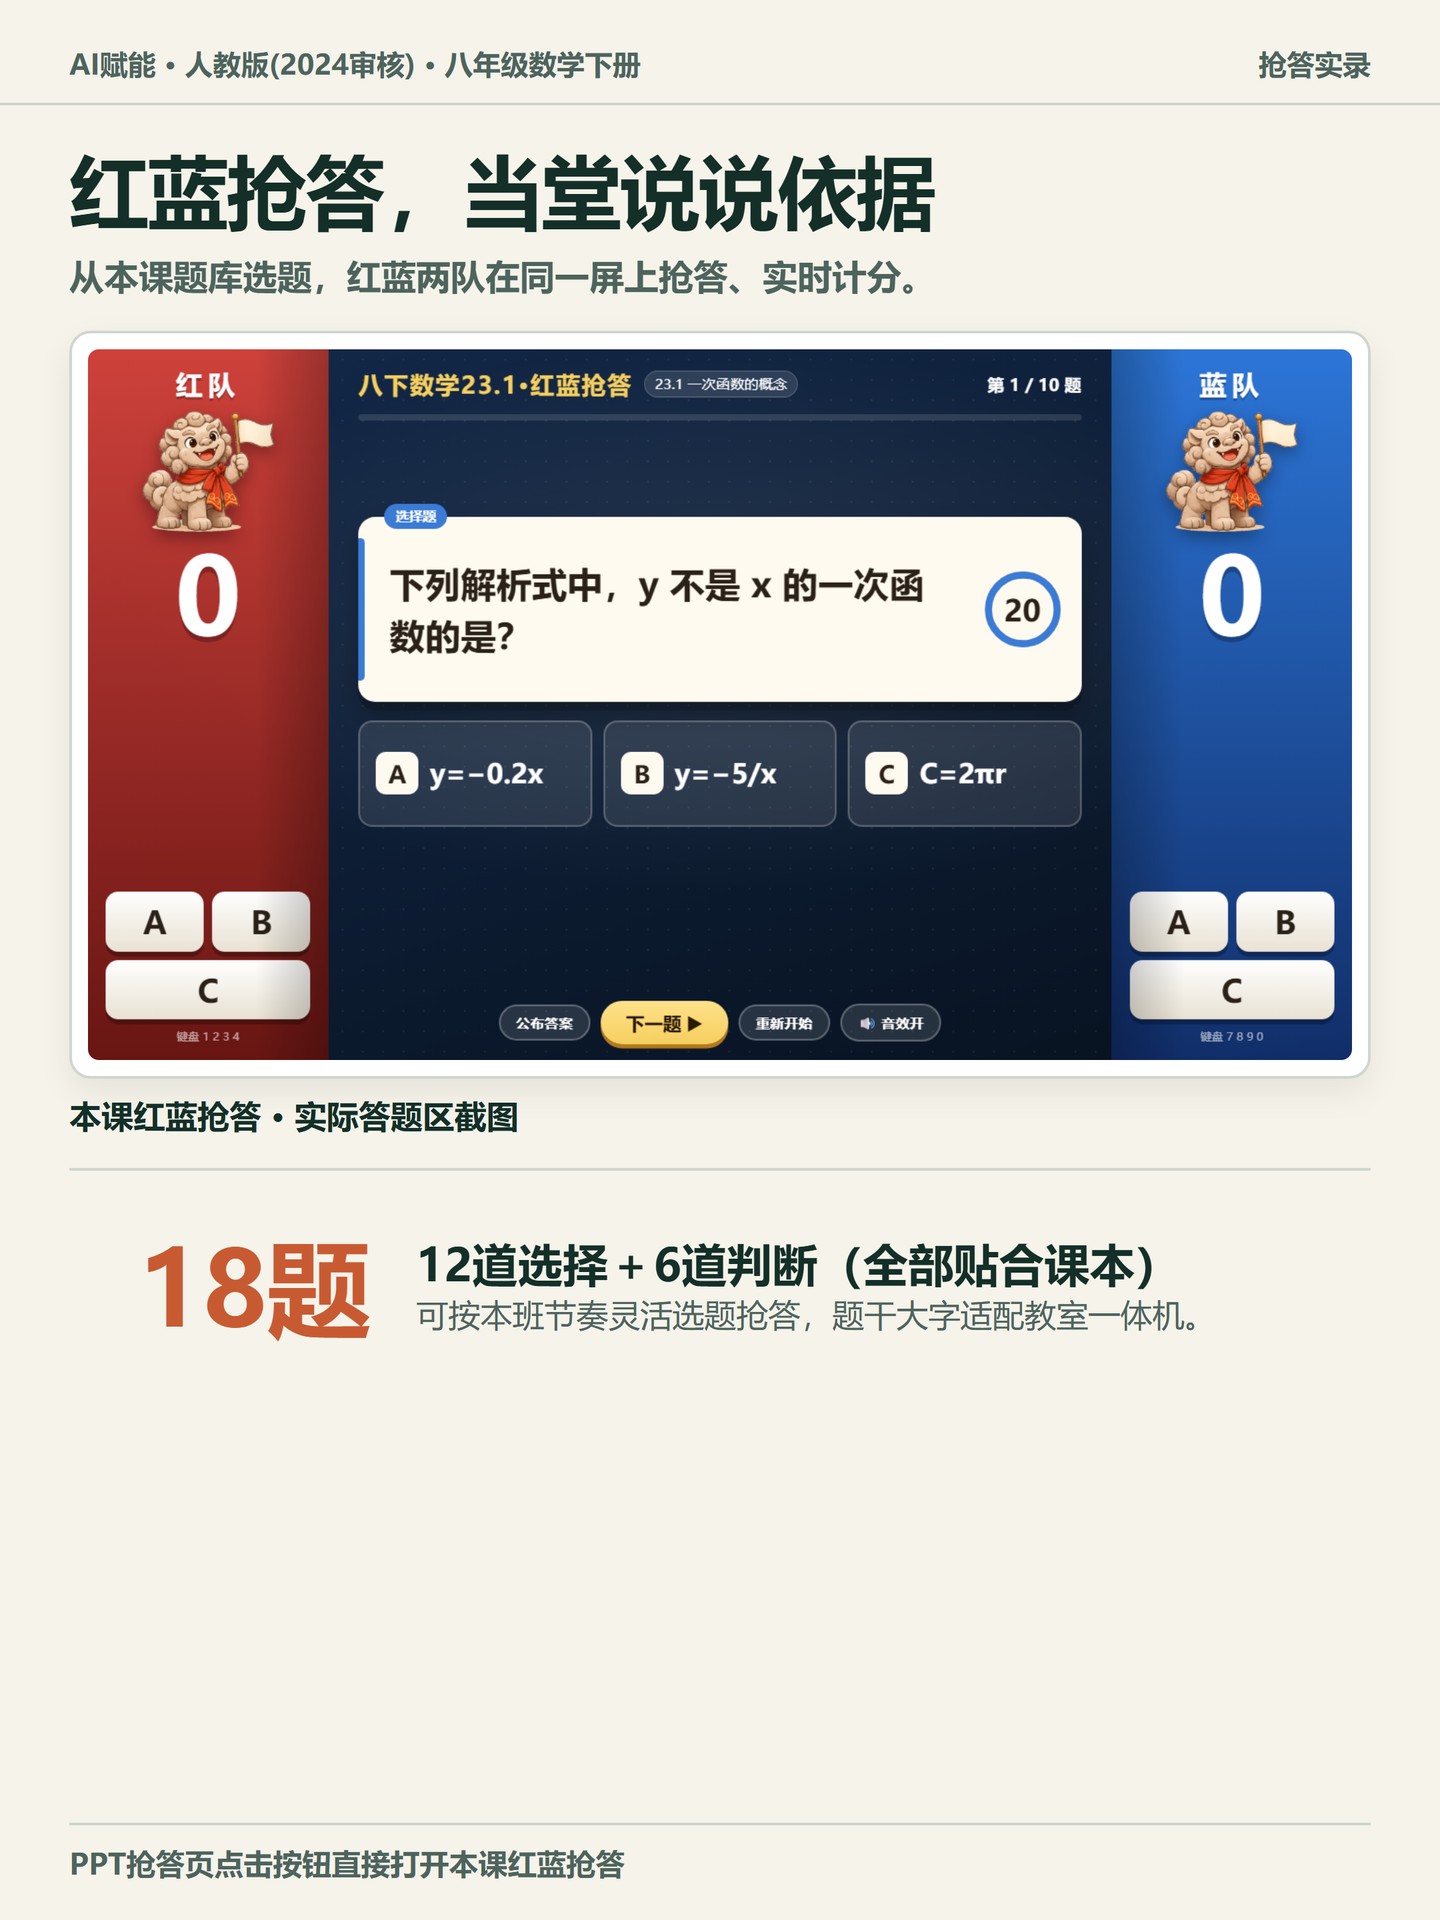 AI赋能 • 人教版(2024审核) • 八年级数学下册
抢答实录
红蓝抢答，当堂说说依据
从本课题库选题，红蓝两队在同一屏上抢答、实时计分。
红队
0
A
B
C
键盘 1 2 3 4
八下数学23.1·红蓝抢答
23.1 一次函数的概念
第 1 / 10 题
选择题
下列解析式中，y 不是 x 的一次函
数的是？
20
A y=−0.2x
B y=−5/x
C C=2πr
公布答案
下一题 ▶
重新开始
音效开
蓝队
0
A
B
C
键盘 7 8 9 0
本课红蓝抢答 • 实际答题区截图
18题
12道选择＋6道判断（全部贴合课本）
可按本班节奏灵活选题抢答，题干大字适配教室一体机。
PPT抢答页点击按钮直接打开本课红蓝抢答